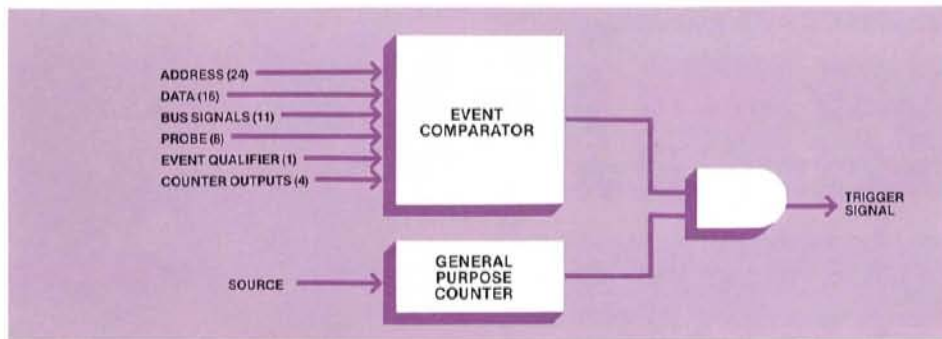 ADDRESS (24)
DATA (16)
BUS SIGNALS (11)
PROBE (8)
EVENT QUALIFIER (1)
COUNTER OUTPUTS (4)
EVENT
COMPARATOR
SOURCE
GENERAL
PURPOSE
COUNTER
TRIGGER
SIGNAL